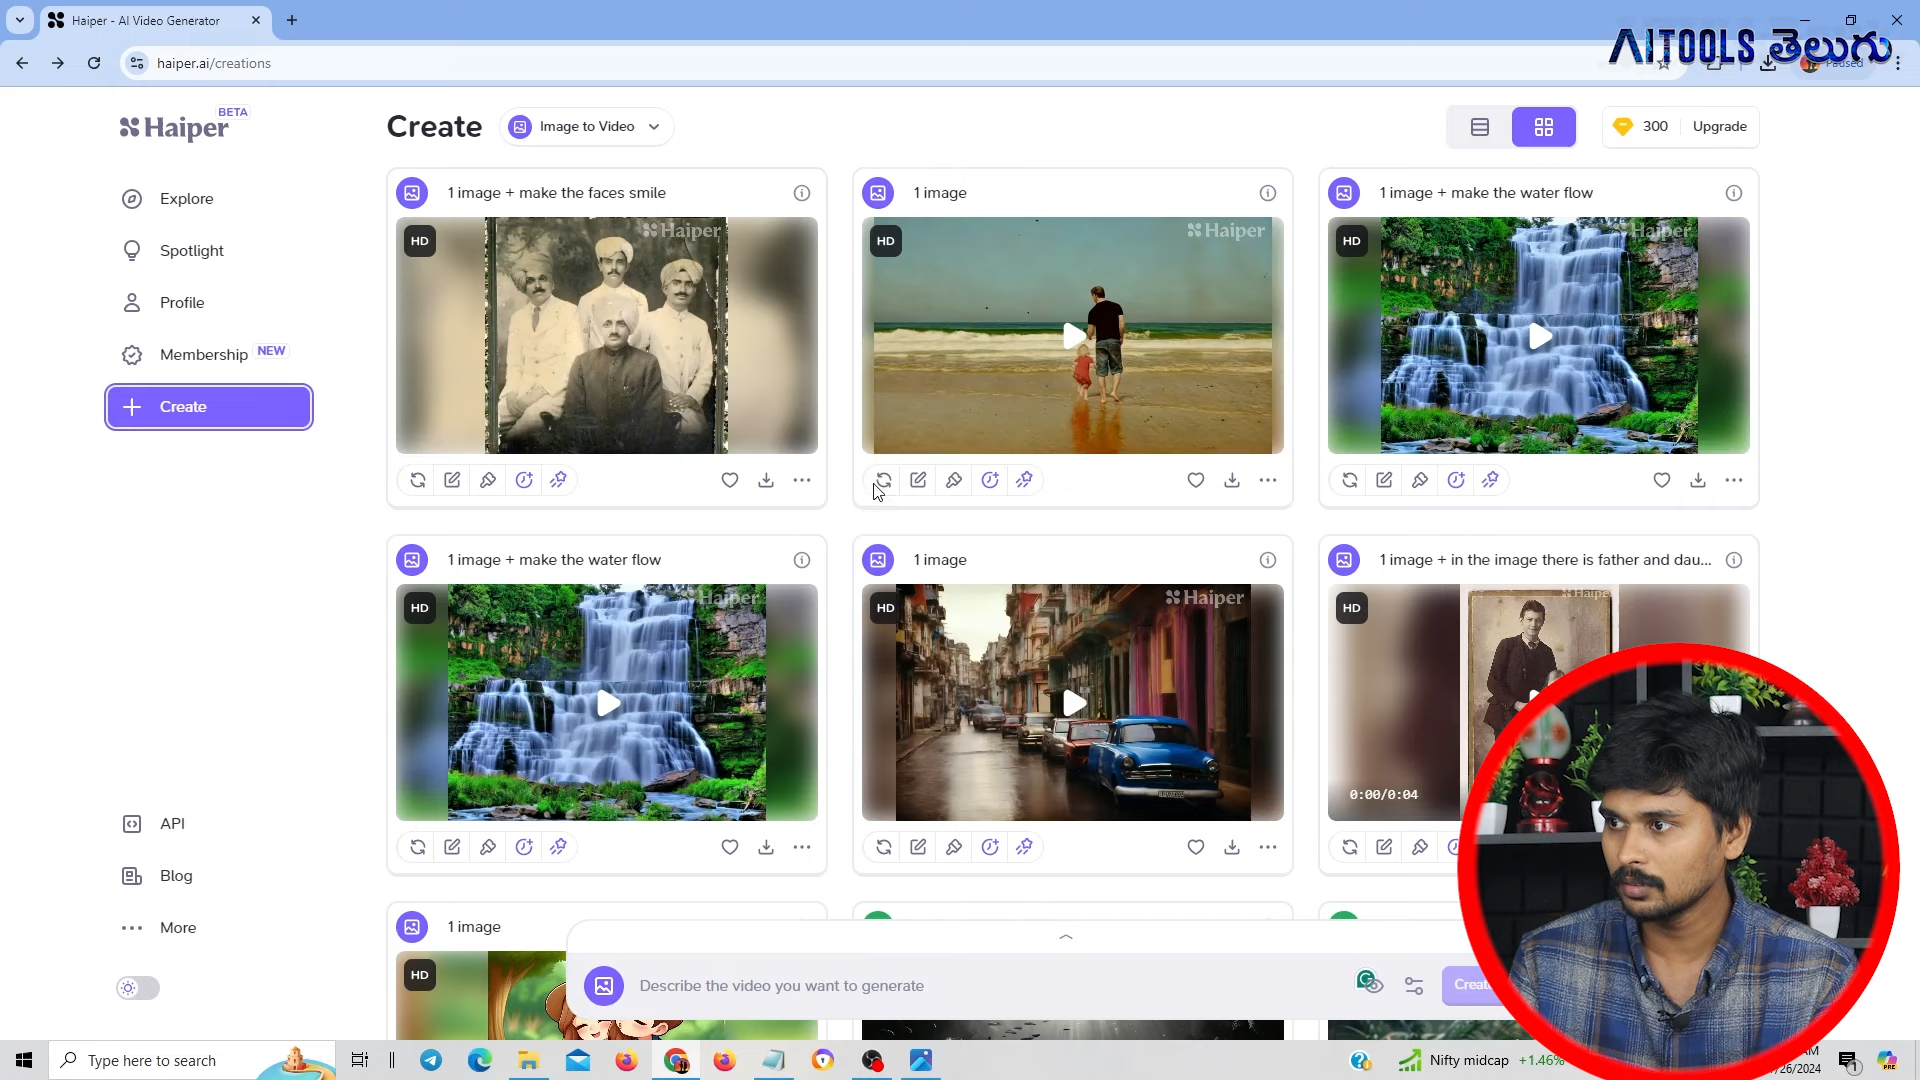 Haiper - AI Video Generator
haiper.ai/creations
AITOOLS తెలుగు
Paused
Haiper
BETA
Create
Image to Video
300
Upgrade
Explore
Spotlight
Profile
Membership NEW
Create
API
Blog
More
1 image + make the faces smile
HD
Haiper
1 image
HD
Haiper
1 image + make the water flow
HD
Haiper
1 image + make the water flow
HD
Haiper
1 image
HD
Haiper
1 image + in the image there is father and dau...
HD
Haiper
0:00/0:04
1 image
HD
Describe the video you want to generate
Type here to search
Nifty midcap +1.46%
1
PRE